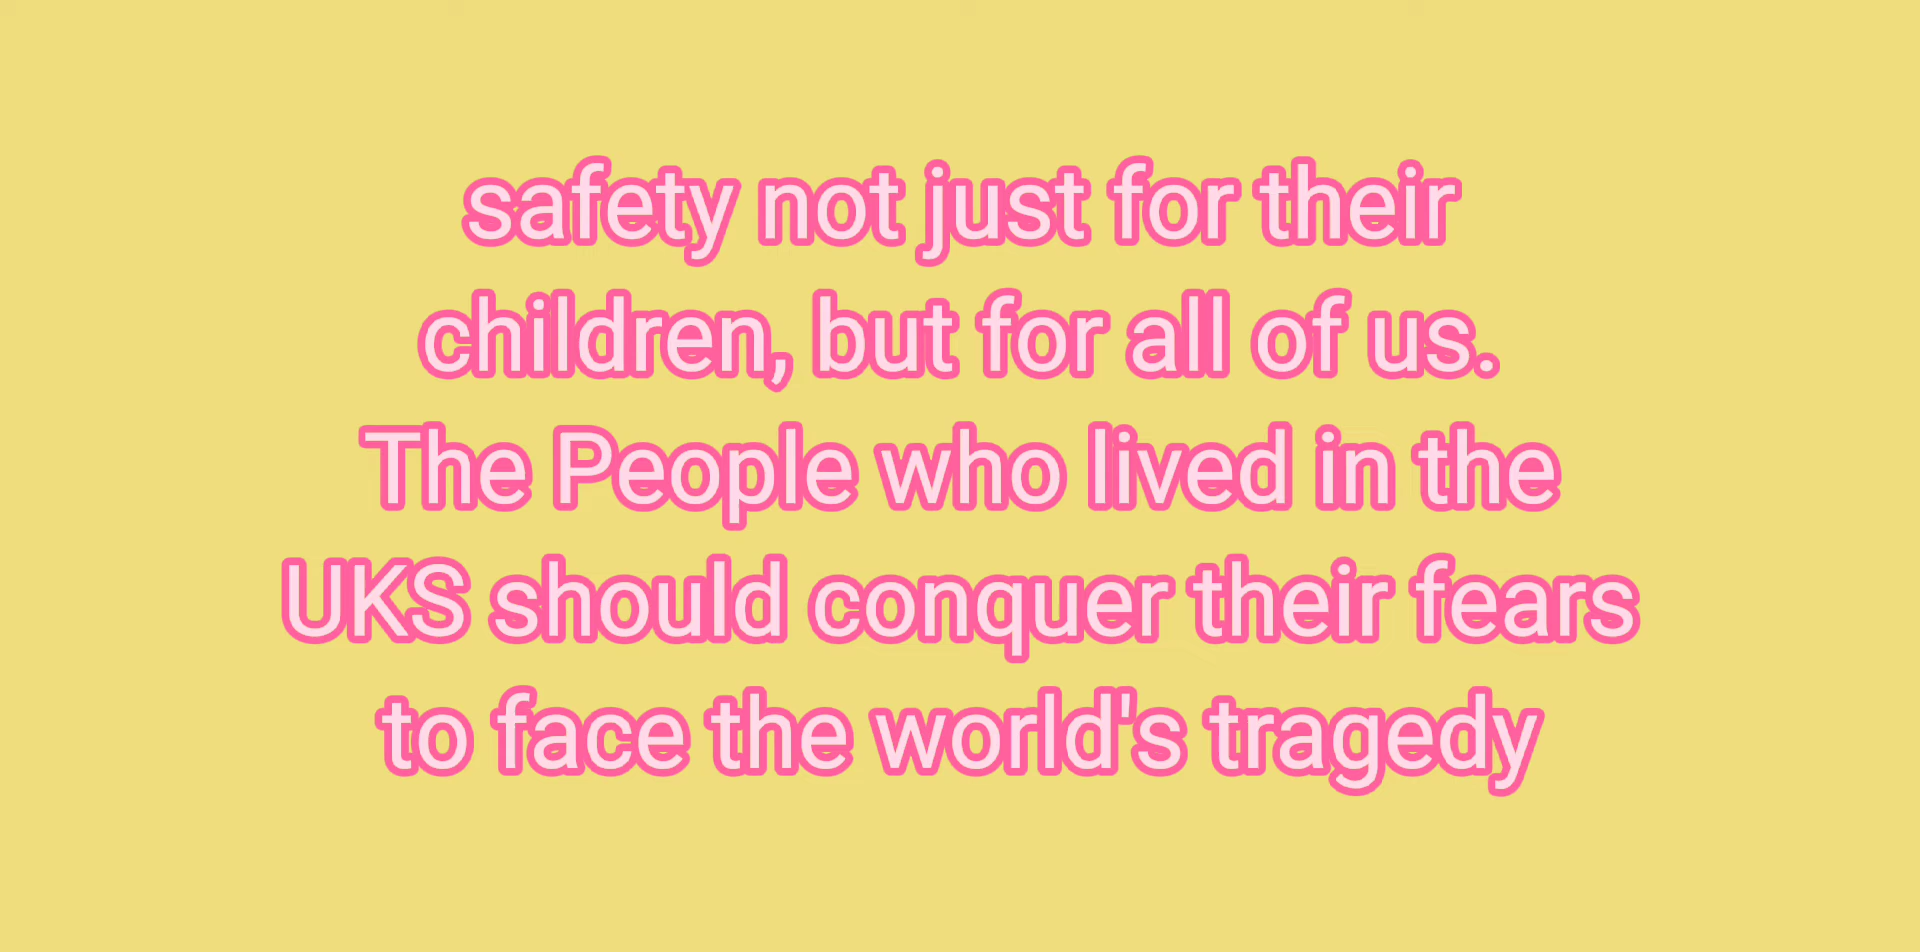 safety not just for their
children, but for all of us.
The People who lived in the
UKS should conquer their fears
to face the world's tragedy